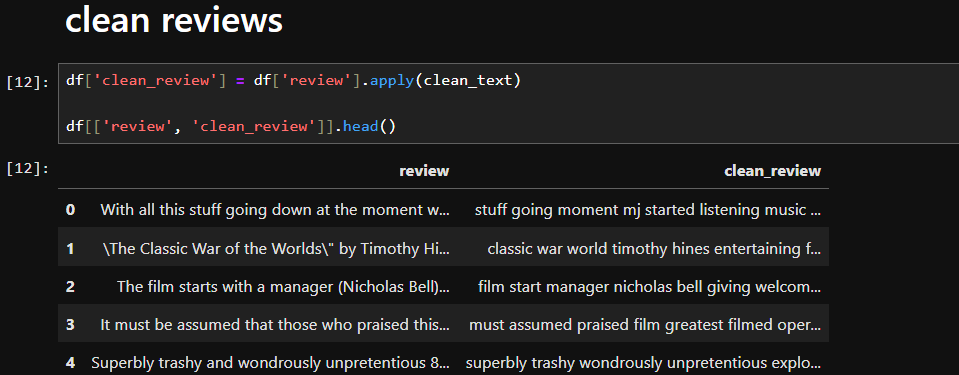 clean reviews
[12]: df['clean_review'] = df['review'].apply(clean_text)
df[['review', 'clean_review']].head()
[12]: review clean_review
0 With all this stuff going down at the moment w... stuff going moment mj started listening music ...
1 \The Classic War of the Worlds\" by Timothy Hi... classic war world timothy hines entertaining f...
2 The film starts with a manager (Nicholas Bell)... film start manager nicholas bell giving welcom...
3 It must be assumed that those who praised this... must assumed praised film greatest filmed oper...
4 Superbly trashy and wondrously unpretentious 8... superbly trashy wondrously unpretentious explo...